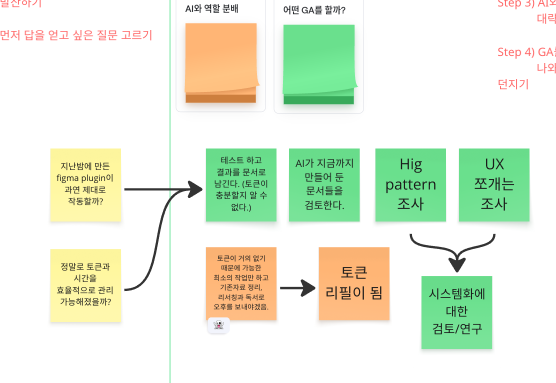 발산하기
먼저 답을 얻고 싶은 질문 고르기
AI와 역할 분배
어떤 GA를 할까?
Step 3) AI와
대략
Step 4) GA를
나와
던지기
지난밤에 만든
figma plugin이
과연 제대로
작동할까?
테스트 하고
결과를 문서로
남긴다. (토큰이
충분할지 알 수
없다.)
AI가 지금까지
만들어 둔
문서들을
검토한다.
Hig
pattern
조사
UX
쪼개는
조사
정말로 토큰과
시간을
효율적으로 관리
가능해졌을까?
토큰이 거의 없기
때문에 가능한
최소의 작업만 하고
기존자료 정리,
리서칭과 독서로
오후를 보내야겠음.
토큰
리필이 됨
시스템화에
대한
검토/연구